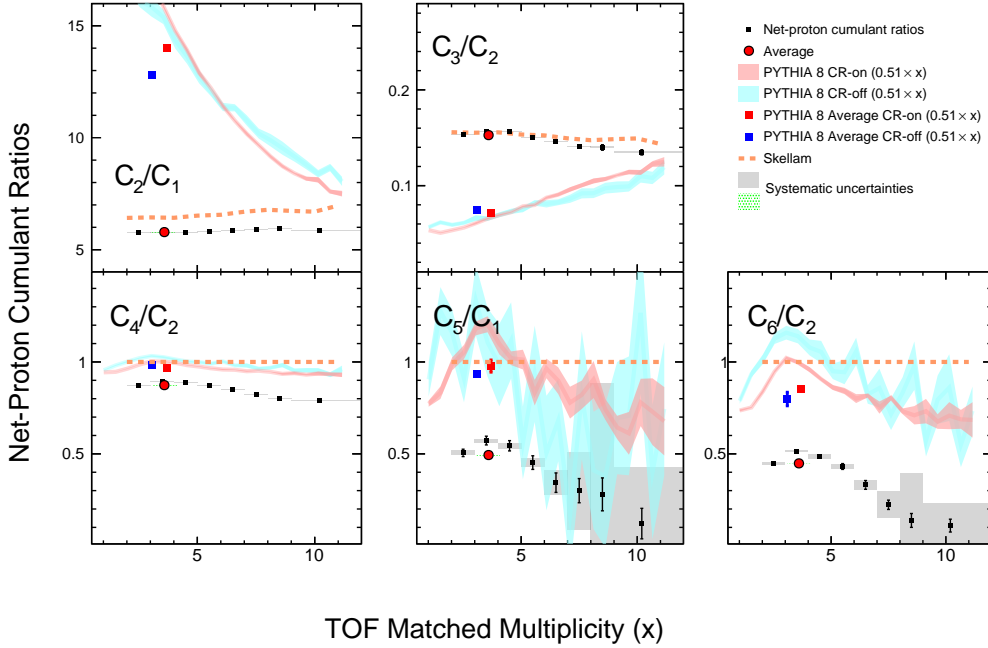 Net-Proton Cumulant Ratios
15
10
5
C2/C1
0.2
0.1
C3/C2
Net-proton cumulant ratios
Average
PYTHIA 8 CR-on (0.51× x)
PYTHIA 8 CR-off (0.51× x)
PYTHIA 8 Average CR-on (0.51× x)
PYTHIA 8 Average CR-off (0.51× x)
Skellam
Systematic uncertainties
C4/C2
1
0.5
5 10
C5/C1
1
0.5
5 10
C6/C2
1
0.5
5 10
TOF Matched Multiplicity (x)